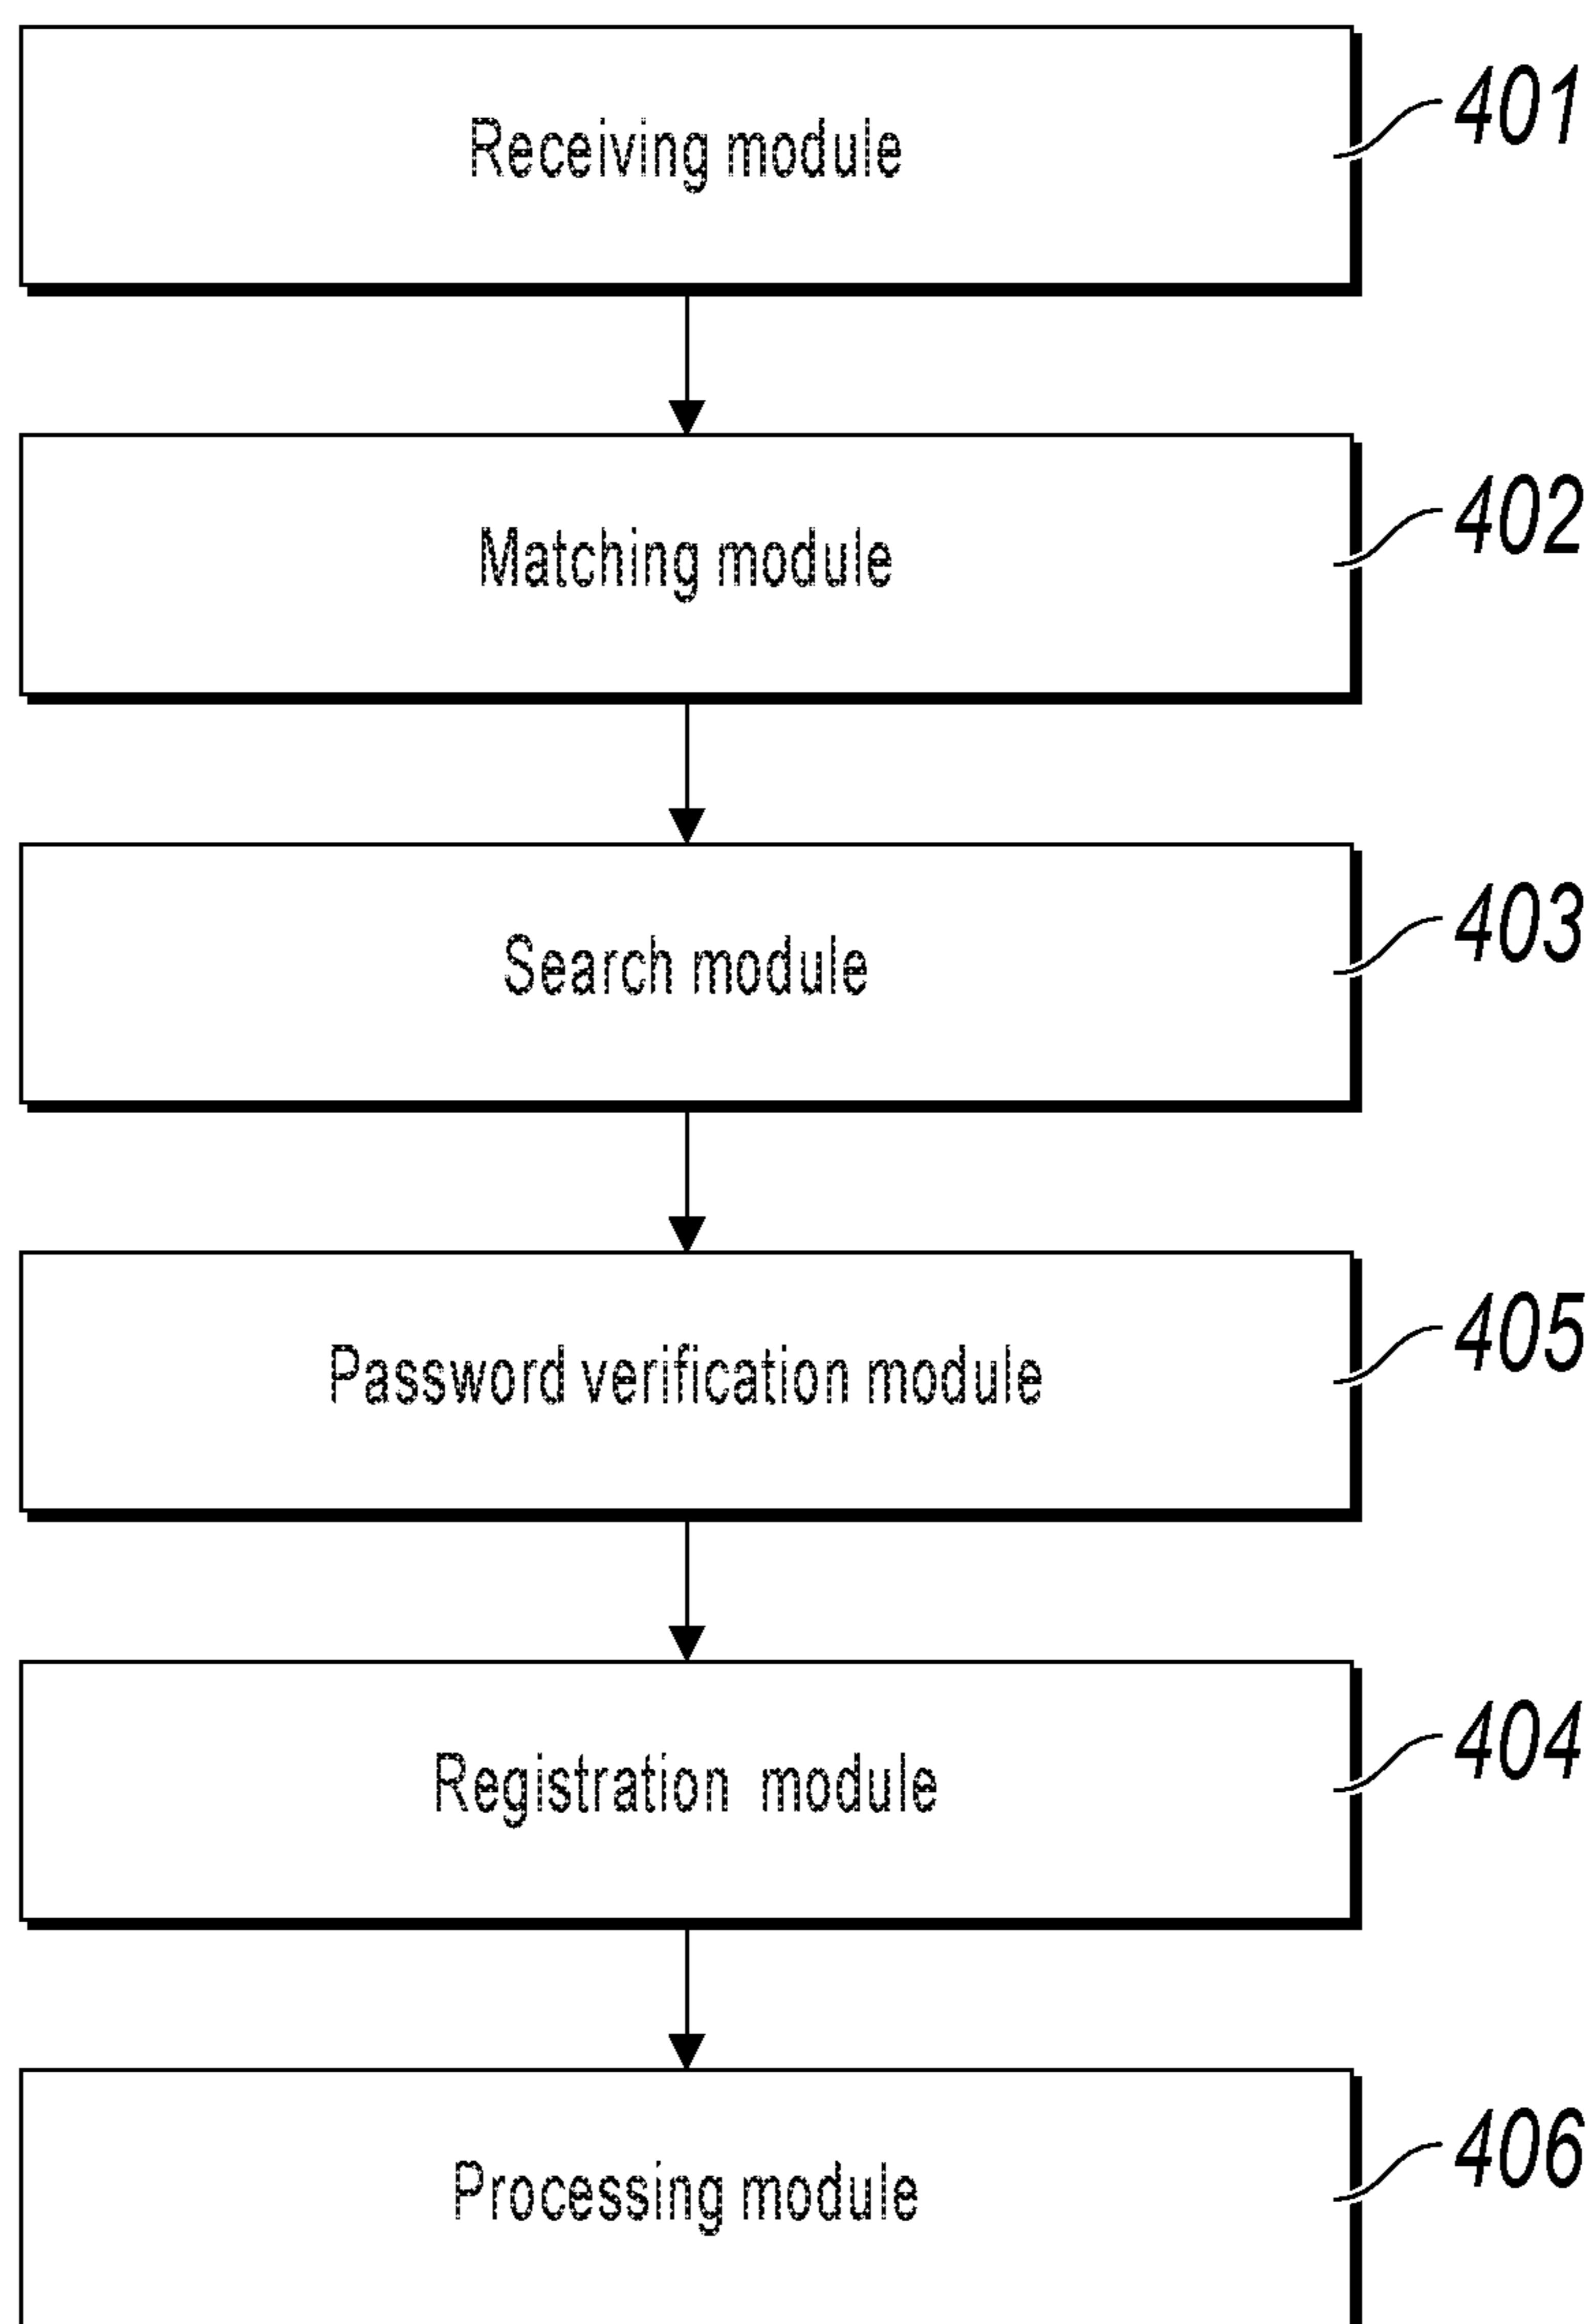 Receiving module
401
Matching module
402
Search module
403
Password verification module
405
Registration module
404
Processing module
406